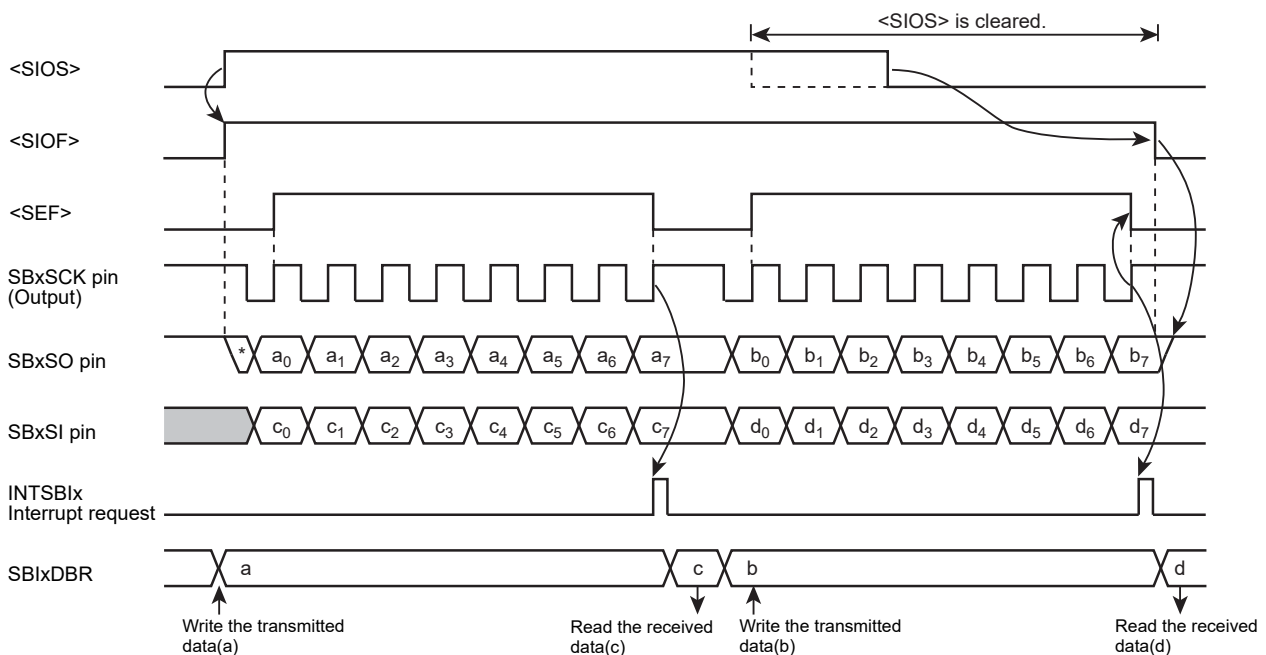 <SIOS> is cleared.
<SIOS>
<SIOF>
<SEF>
SBxSCK pin
(Output)
SBxSO pin
* a0 a1 a2 a3 a4 a5 a6 a7 b0 b1 b2 b3 b4 b5 b6 b7
SBxSI pin
c0 c1 c2 c3 c4 c5 c6 c7 d0 d1 d2 d3 d4 d5 d6 d7
INTSBIx
Interrupt request
SBIxDBR
a c b d
Write the transmitted
data(a)
Read the received
data(c)
Write the transmitted
data(b)
Read the received
data(d)